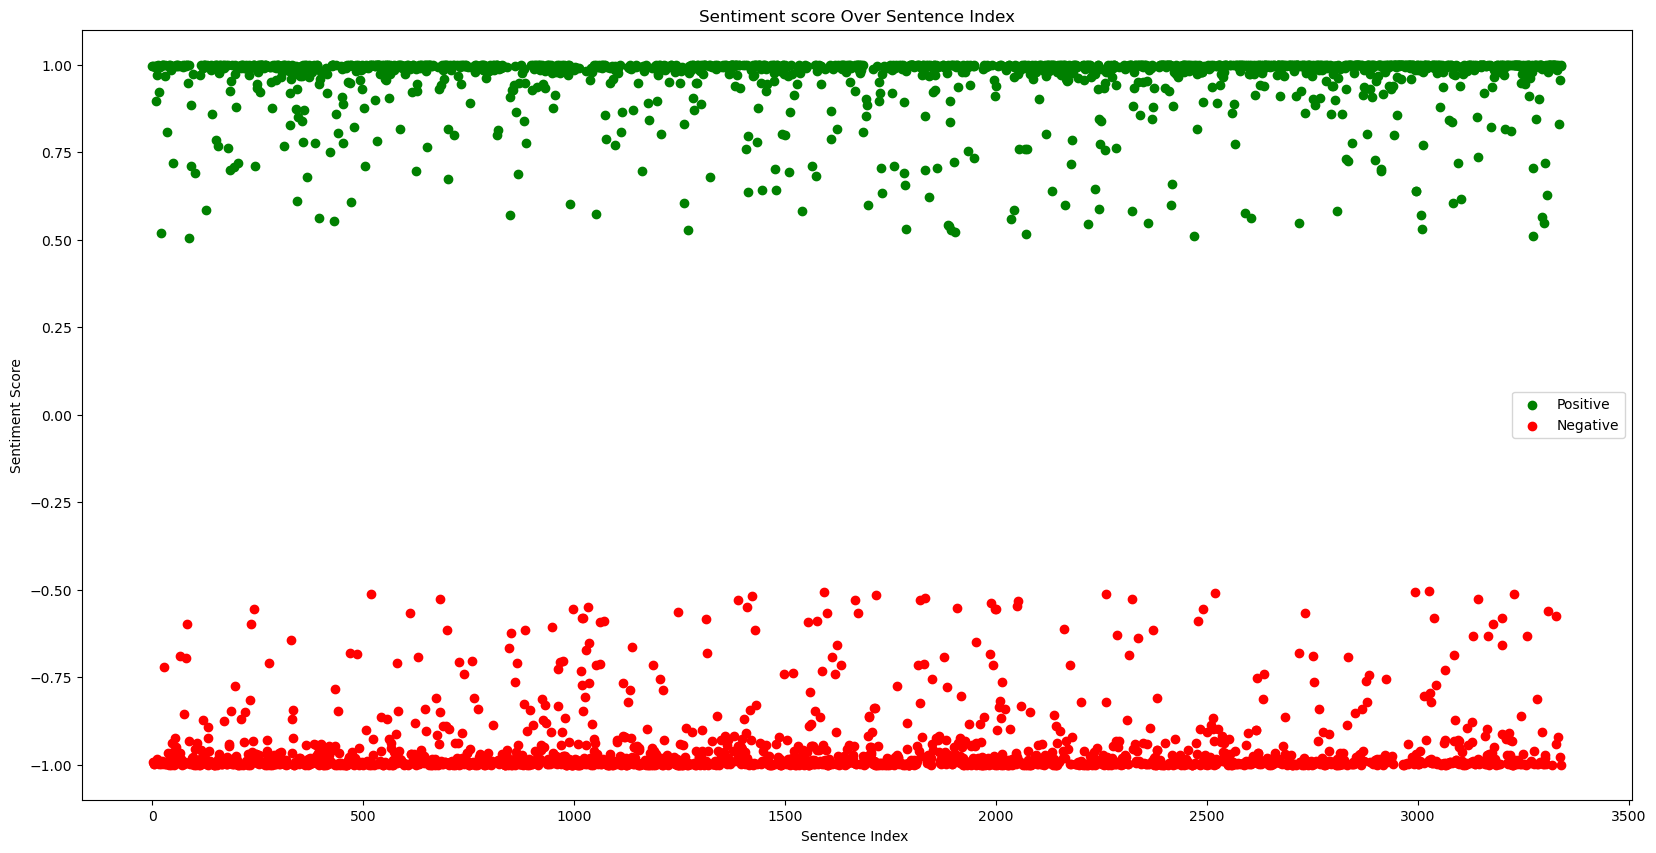 Sentiment score Over Sentence Index
1.00
0.75
0.50
0.25
0.00
−0.25
−0.50
−0.75
−1.00
Sentiment Score
Positive
Negative
0 500 1000 1500 2000 2500 3000 3500
Sentence Index